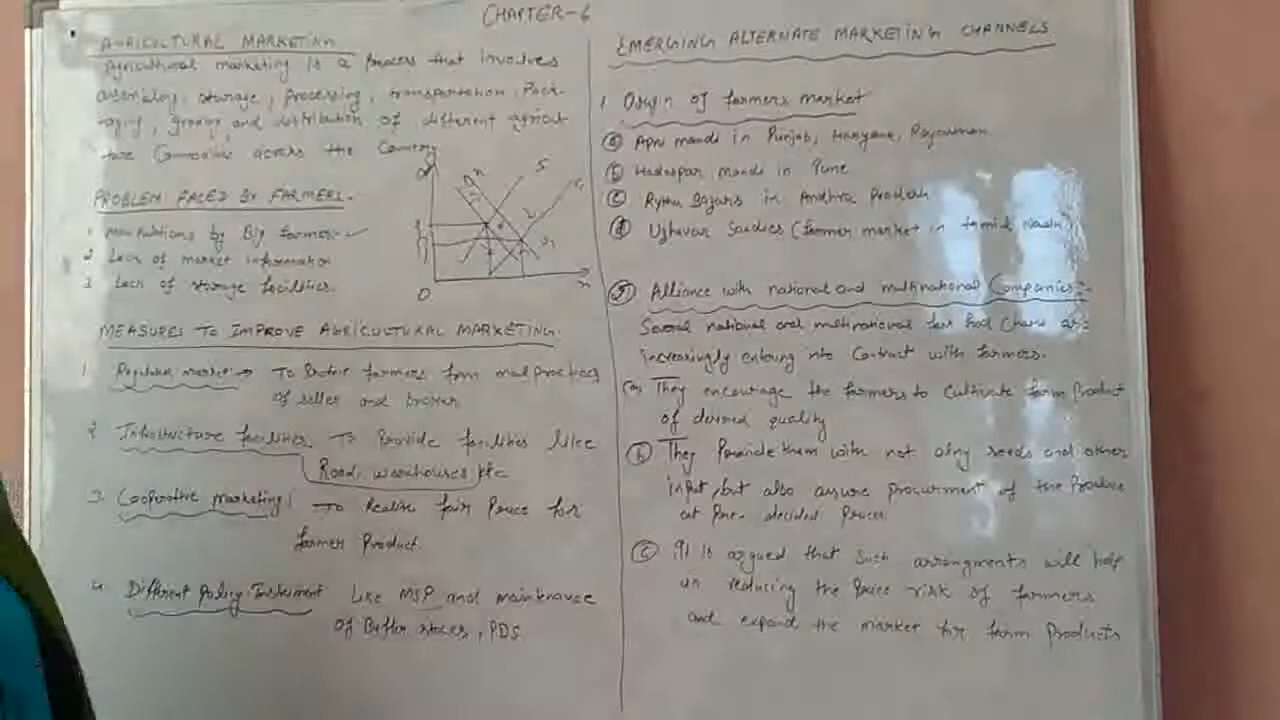 CHAPTER-6
AGRICULTURAL MARKETING
Agricultural marketing is a process that involves
assembling, storage, processing, transportation, Pack-
aging, grading and distribution of different agricul-
ture Commodities across the Country
PROBLEM FACED BY FARMERS.
1 by Big farmers
2 Lack of market information
3 Lack of storage facilities.
S
O
MEASURES TO IMPROVE AGRICULTURAL MARKETING.
1 market → To farmers from malpractices
of seller and broker
2 facilities. To Provide facilities like
Road, warehouses, etc
3. Cooperative marketing: To Realise fair Price for
farmer Product.
4. Different Policy Instrument Like MSP and maintenance
of Buffer stocks, PDS
EMERGING ALTERNATE MARKETING CHANNELS
1 Origin of farmers market
(a) Apni mandi in Punjab, Haryana, Rajasthan
(b) Hadaspar mandi in Pune
(c) Rythu Bazars in Andhra Pradesh
(d) Sandies (farmer market in tamil Nadu)
(5) Alliance with national and multinational Companies:-
Several national and multinational fast food chains are
increasingly entering into Contract with farmers.
(a) They encourage the farmers to cultivate farm Product
of desired quality
(b) They Provide them with not only seeds and other
input, but also assure procurment of the Produce
at Pre-decided Prices
(c) It is argued that such arrangments will help
in reducing the Price risk of farmers
and expand the market for farm Products